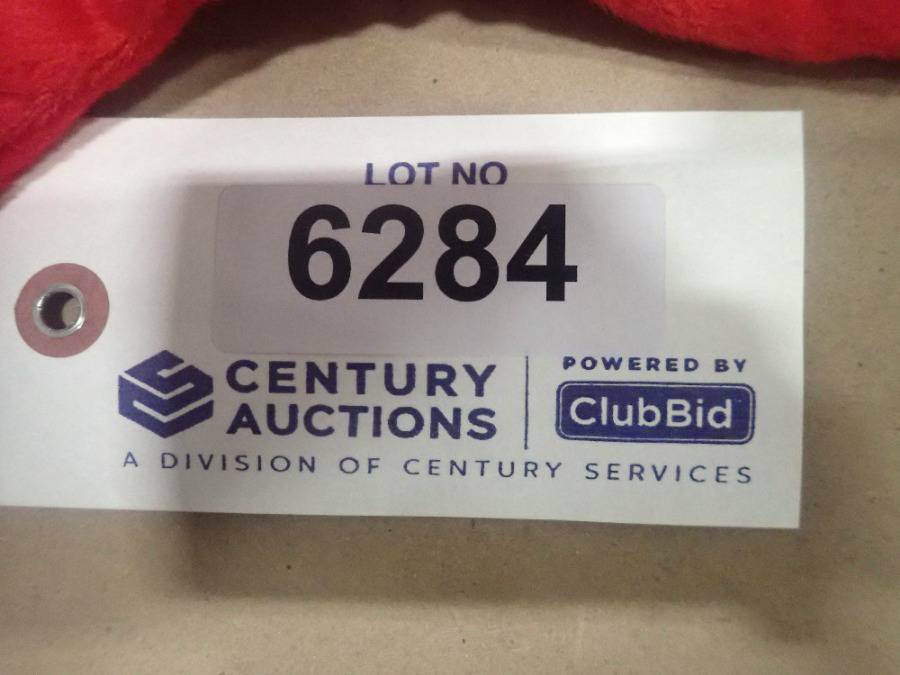 LOT NO
6284
CENTURY
AUCTIONS
POWERED BY
ClubBid
A DIVISION OF CENTURY SERVICES